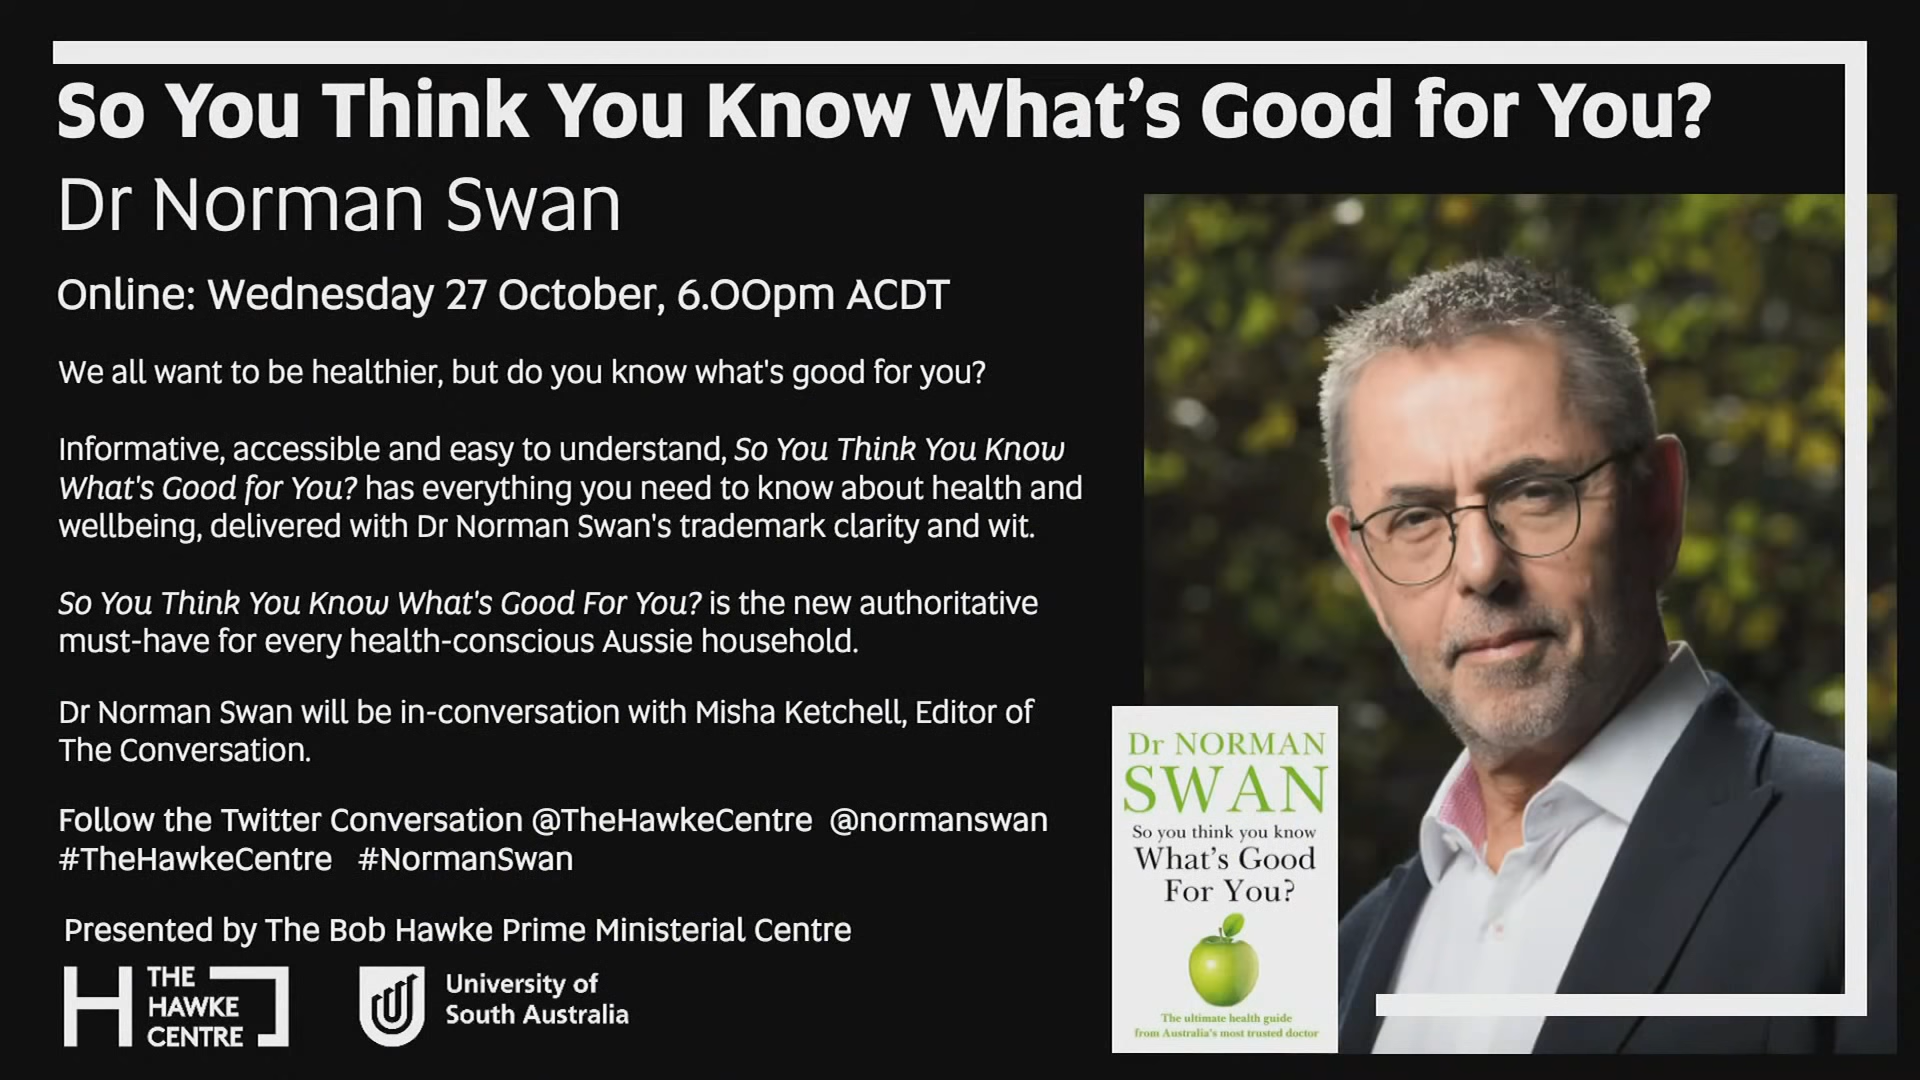 So You Think You Know What’s Good for You?
Dr Norman Swan
Online: Wednesday 27 October, 6.00pm ACDT
We all want to be healthier, but do you know what's good for you?
Informative, accessible and easy to understand, So You Think You Know
What's Good for You? has everything you need to know about health and
wellbeing, delivered with Dr Norman Swan's trademark clarity and wit.
So You Think You Know What's Good For You? is the new authoritative
must-have for every health-conscious Aussie household.
Dr Norman Swan will be in-conversation with Misha Ketchell, Editor of
The Conversation.
Follow the Twitter Conversation @TheHawkeCentre @normanswan
#TheHawkeCentre #NormanSwan
Presented by The Bob Hawke Prime Ministerial Centre
H THE
HAWKE
CENTRE
University of
South Australia
Dr NORMAN
SWAN
So you think you know
What’s Good
For You?
The ultimate health guide
from Australia’s most trusted doctor